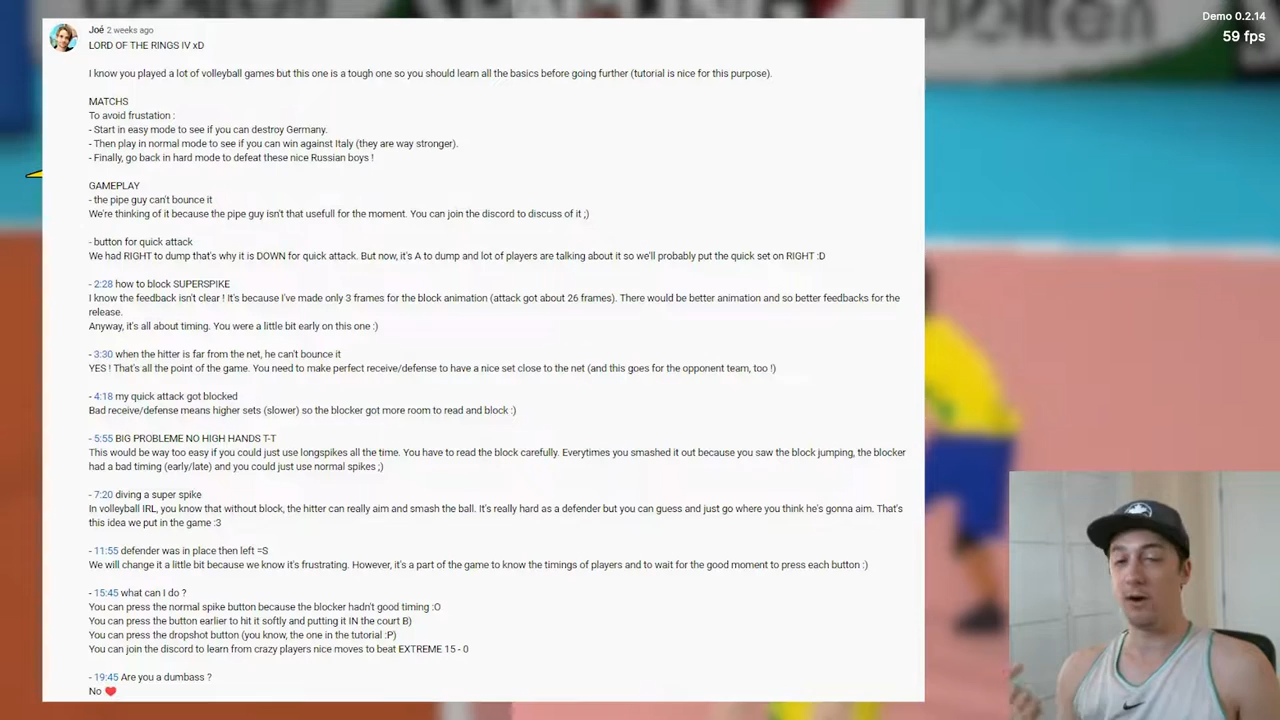 Demo 0.2.14
59 fps
Joé 2 weeks ago
LORD OF THE RINGS IV xD
I know you played a lot of volleyball games but this one is a tough one so you should learn all the basics before going further (tutorial is nice for this purpose).
MATCHS
To avoid frustation :
- Start in easy mode to see if you can destroy Germany.
- Then play in normal mode to see if you can win against Italy (they are way stronger).
- Finally, go back in hard mode to defeat these nice Russian boys !
GAMEPLAY
- the pipe guy can't bounce it
We're thinking of it because the pipe guy isn't that usefull for the moment. You can join the discord to discuss of it ;)
- button for quick attack
We had RIGHT to dump that's why it is DOWN for quick attack. But now, it's A to dump and lot of players are talking about it so we'll probably put the quick set on RIGHT :D
- 2:28 how to block SUPERSPIKE
I know the feedback isn't clear ! It's because I've made only 3 frames for the block animation (attack got about 26 frames). There would be better animation and so better feedbacks for the
release.
Anyway, it's all about timing. You were a little bit early on this one :)
- 3:30 when the hitter is far from the net, he can't bounce it
YES ! That's all the point of the game. You need to make perfect receive/defense to have a nice set close to the net (and this goes for the opponent team, too !)
- 4:18 my quick attack got blocked
Bad receive/defense means higher sets (slower) so the blocker got more room to read and block :)
- 5:55 BIG PROBLEME NO HIGH HANDS T-T
This would be way too easy if you could just use longspikes all the time. You have to read the block carefully. Everytimes you smashed it out because you saw the block jumping, the blocker
had a bad timing (early/late) and you could just use normal spikes ;)
- 7:20 diving a super spike
In volleyball IRL, you know that without block, the hitter can really aim and smash the ball. It's really hard as a defender but you can guess and just go where you think he's gonna aim. That's
this idea we put in the game :3
- 11:55 defender was in place then left =S
We will change it a little bit because we know it's frustrating. However, it's a part of the game to know the timings of players and to wait for the good moment to press each button :)
- 15:45 what can I do ?
You can press the normal spike button because the blocker hadn't good timing :O
You can press the button earlier to hit it softly and putting it IN the court B)
You can press the dropshot button (you know, the one in the tutorial :P)
You can join the discord to learn from crazy players nice moves to beat EXTREME 15 - 0
- 19:45 Are you a dumbass ?
No ❤️